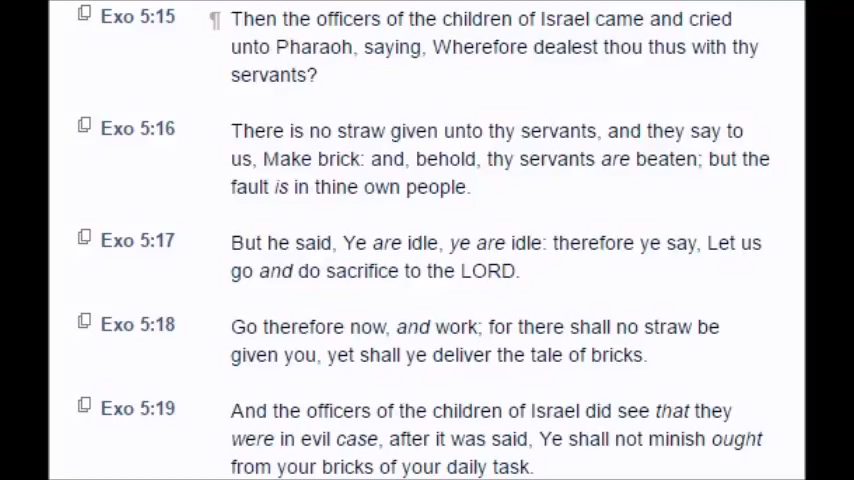 Exo 5:15 ¶ Then the officers of the children of Israel came and cried
unto Pharaoh, saying, Wherefore dealest thou thus with thy
servants?
Exo 5:16 There is no straw given unto thy servants, and they say to
us, Make brick: and, behold, thy servants are beaten; but the
fault is in thine own people.
Exo 5:17 But he said, Ye are idle, ye are idle: therefore ye say, Let us
go and do sacrifice to the LORD.
Exo 5:18 Go therefore now, and work; for there shall no straw be
given you, yet shall ye deliver the tale of bricks.
Exo 5:19 And the officers of the children of Israel did see that they
were in evil case, after it was said, Ye shall not minish ought
from your bricks of your daily task.